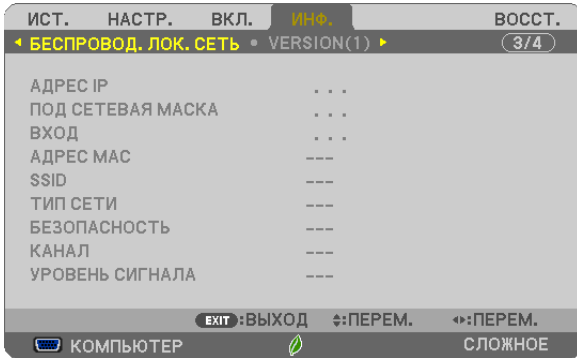 ИСТ. НАСТР. ВКЛ. ИНФ. ВОССТ.
БЕСПРОВОД. ЛОК. СЕТЬ • VERSION(1) 3/4
АДРЕС IP . . .
ПОД СЕТЕВАЯ МАСКА . . .
ВХОД . . .
АДРЕС MAC ---
SSID ---
ТИП СЕТИ ---
БЕЗОПАСНОСТЬ ---
КАНАЛ ---
УРОВЕНЬ СИГНАЛА ---
EXIT :ВЫХОД :ПЕРЕМ. :ПЕРЕМ.
КОМПЬЮТЕР СЛОЖНОЕ